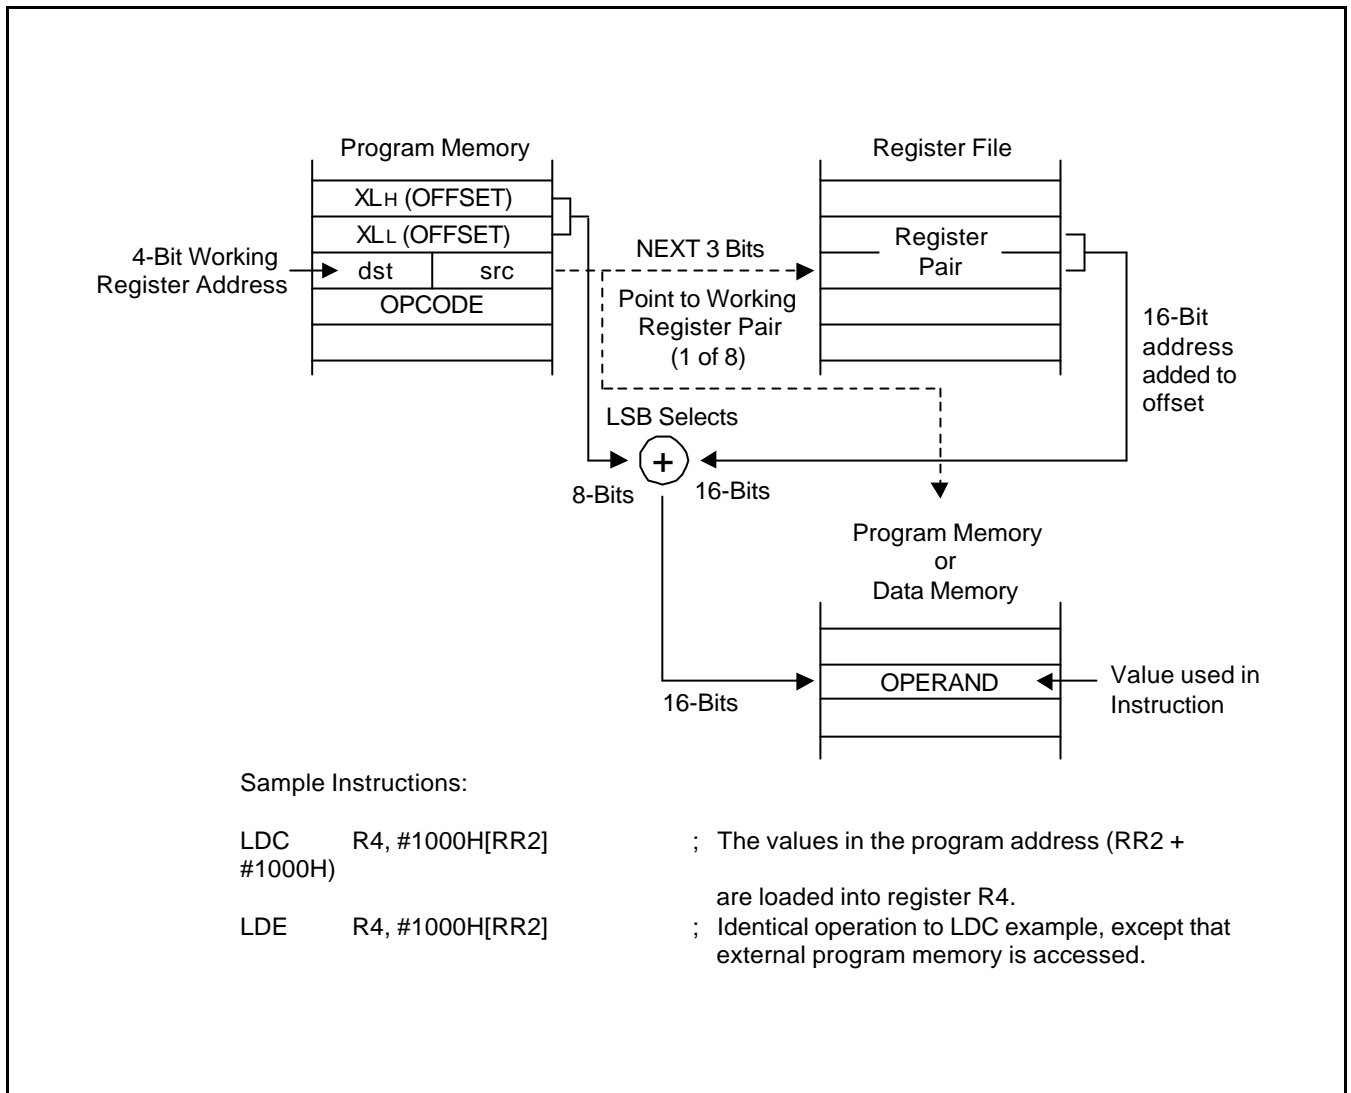 Program Memory
Register File
XLH (OFFSET)
XLL (OFFSET)
4-Bit Working
Register Address
dst
src
OPCODE
NEXT 3 Bits
Point to Working
Register Pair
(1 of 8)
Register
Pair
16-Bit
address
added to
offset
LSB Selects
+
8-Bits
16-Bits
Program Memory
or
Data Memory
16-Bits
OPERAND
Value used in
Instruction
Sample Instructions:
LDC R4, #1000H[RR2] ; The values in the program address (RR2 +
#1000H)
are loaded into register R4.
LDE R4, #1000H[RR2] ; Identical operation to LDC example, except that
external program memory is accessed.